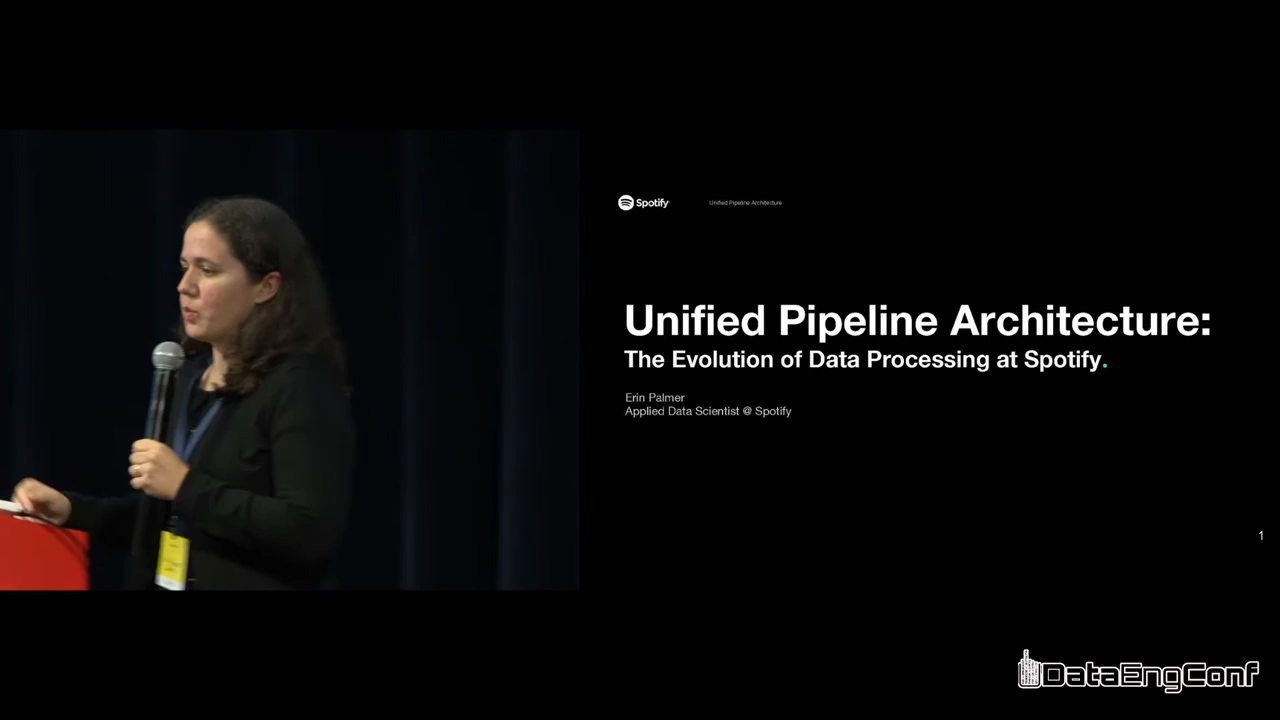 Spotify
Unified Pipeline Architecture
Unified Pipeline Architecture:
The Evolution of Data Processing at Spotify.
Erin Palmer
Applied Data Scientist @ Spotify
1
DataEngConf